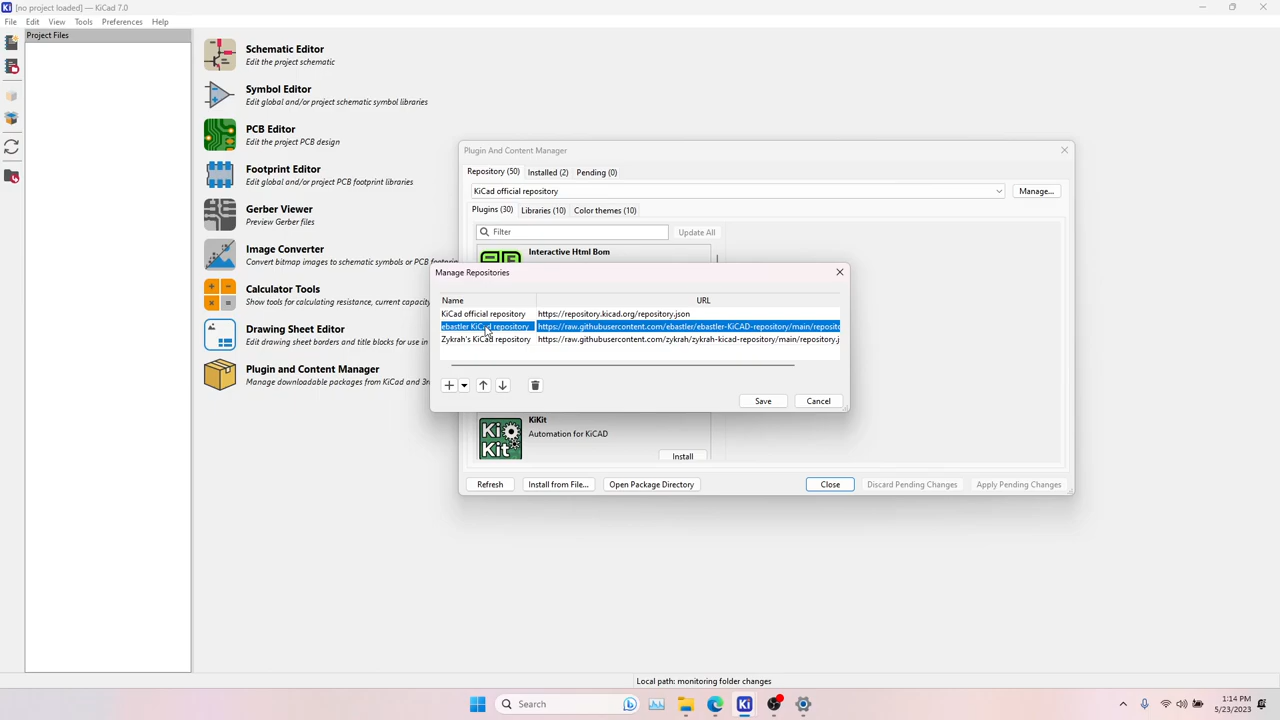 [no project loaded] — KiCad 7.0
File Edit View Tools Preferences Help
Project Files
Schematic Editor
Edit the project schematic
Symbol Editor
Edit global and/or project schematic symbol libraries
PCB Editor
Edit the project PCB design
Footprint Editor
Edit global and/or project PCB footprint libraries
Gerber Viewer
Preview Gerber files
Image Converter
Convert bitmap images to schematic symbols or PCB
Calculator Tools
Show tools for calculating resistance, current capacity
Drawing Sheet Editor
Edit drawing sheet borders and title blocks for use in
Plugin and Content Manager
Manage downloadable packages from KiCad and 3r
Plugin And Content Manager
Repository (50) Installed (2) Pending (0)
KiCad official repository Manage...
Plugins (30) Libraries (10) Color themes (10)
Filter Update All
Interactive Html Bom
Manage Repositories
Name URL
KiCad official repository https://repository.kicad.org/repository.json
ebastler KiCad repository https://raw.githubusercontent.com/ebastler/ebastler-KiCAD-repository/main/reposito
Zykrah's KiCad repository https://raw.githubusercontent.com/zykrah/zykrah-kicad-repository/main/repository.j
Save Cancel
Ki Kit
KiKit
Automation for KiCAD
Install
Refresh Install from File... Open Package Directory Close Discard Pending Changes Apply Pending Changes
Local path: monitoring folder changes
Search
Ki
1:14 PM
5/23/2023